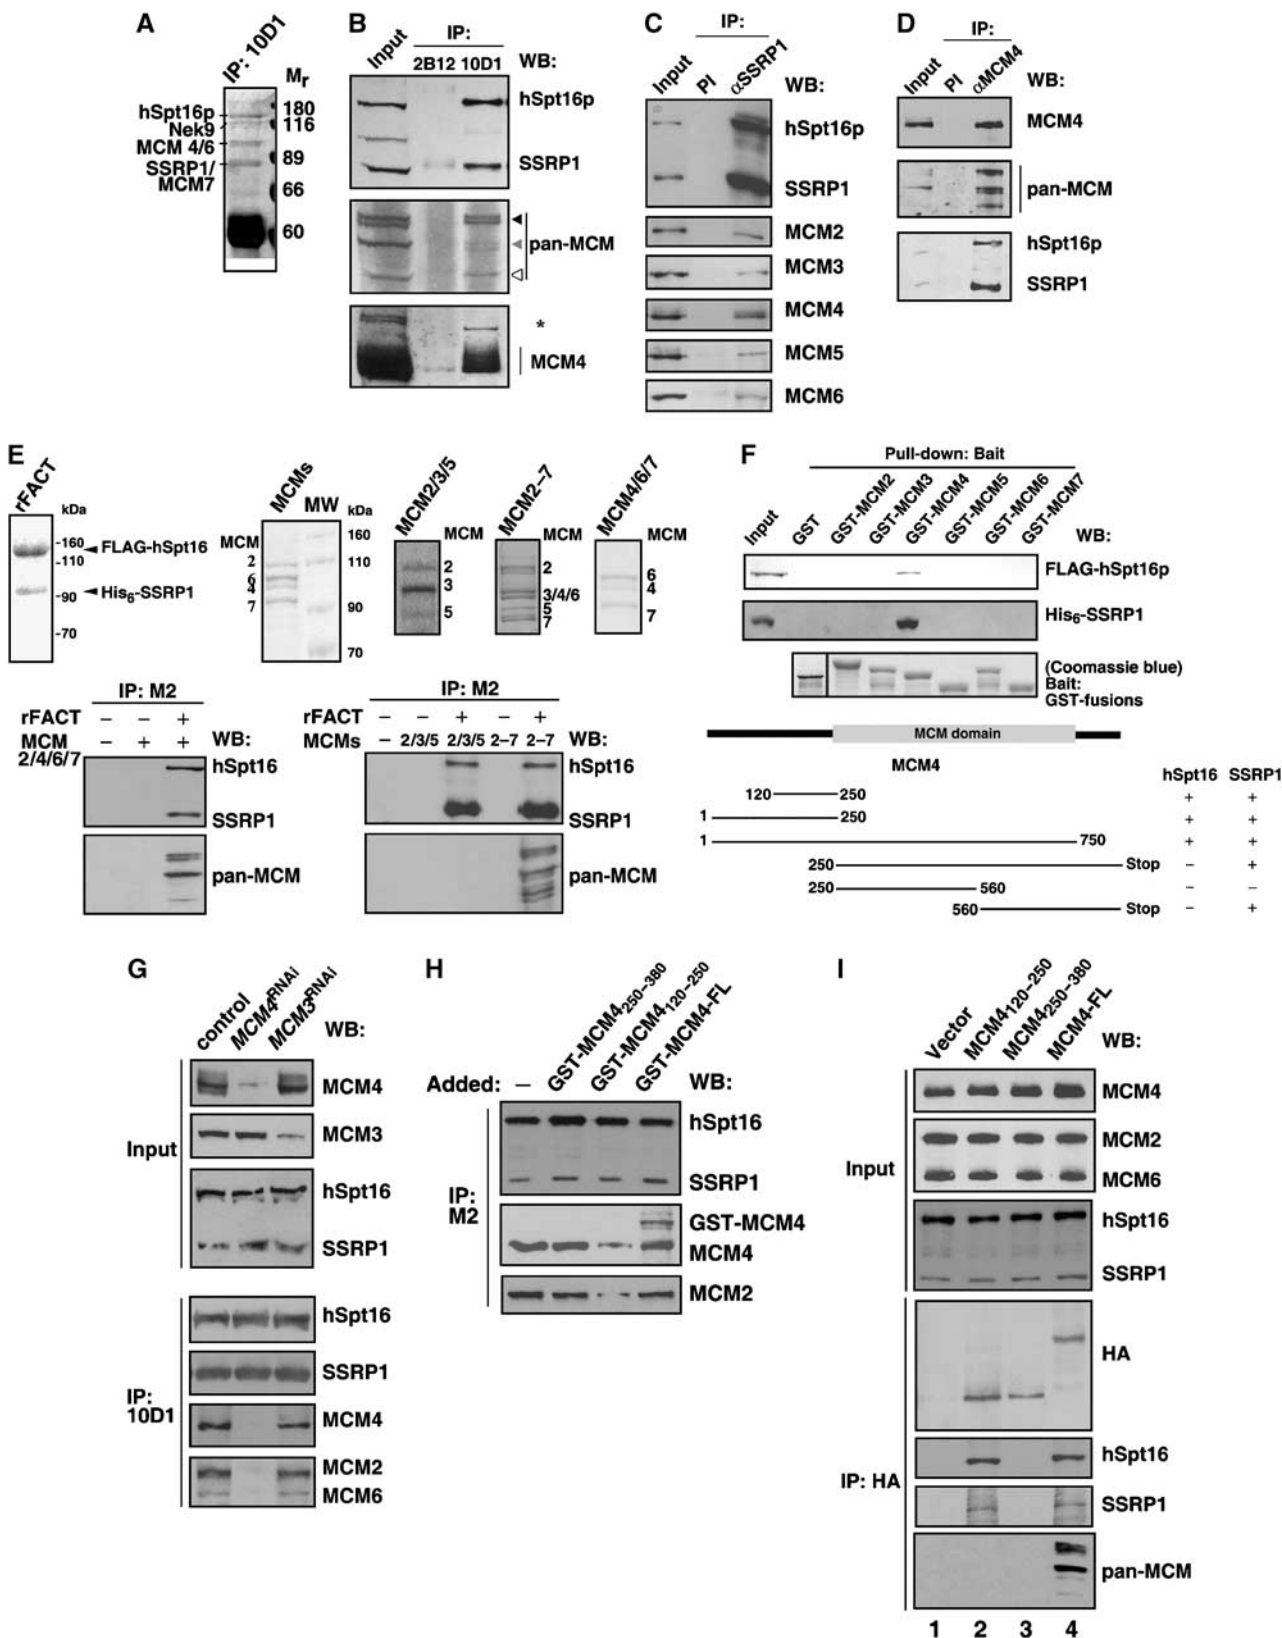 A
IP: 10D1
Mr
hSpt16p
Nek9
MCM 4/6
SSRP1/
MCM7
180
116
89
66
60
B
IP:
Input
2B12 10D1
WB:
hSpt16p
SSRP1
pan-MCM
*
MCM4
C
IP:
Input
PI
αSSRP1
WB:
hSpt16p
SSRP1
MCM2
MCM3
MCM4
MCM5
MCM6
D
IP:
Input
PI
αMCM4
WB:
MCM4
pan-MCM
hSpt16p
SSRP1
E
rFACT
kDa
-160
-110
-90
-70
FLAG-hSpt16
His6-SSRP1
MCMs
MW
kDa
MCM
2
6
4
7
160
110
90
70
MCM2/3/5
MCM
2
3
5
MCM2–7
MCM
2
3/4/6
5
7
MCM4/6/7
MCM
6
4
7
IP: M2
rFACT – – +
MCM – + + WB:
2/4/6/7
hSpt16
SSRP1
pan-MCM
IP: M2
rFACT – – + – +
MCMs – 2/3/5 2/3/5 2–7 2–7 WB:
hSpt16
SSRP1
pan-MCM
F
Pull-down: Bait
Input
GST
GST-MCM2
GST-MCM3
GST-MCM4
GST-MCM5
GST-MCM6
GST-MCM7
WB:
FLAG-hSpt16p
His6-SSRP1
(Coomassie blue)
Bait:
GST-fusions
MCM domain
MCM4
hSpt16 SSRP1
120 250 + +
1 250 + +
1 750 + +
250 Stop – +
250 560 – –
560 Stop – +
G
control
MCM4RNAi
MCM3RNAi
WB:
Input
MCM4
MCM3
hSpt16
SSRP1
IP:
10D1
hSpt16
SSRP1
MCM4
MCM2
MCM6
H
Added:
–
GST-MCM4250–380
GST-MCM4120–250
GST-MCM4-FL
WB:
IP:
M2
hSpt16
SSRP1
GST-MCM4
MCM4
MCM2
I
Vector
MCM4120–250
MCM4250–380
MCM4-FL
WB:
Input
MCM4
MCM2
MCM6
hSpt16
SSRP1
IP: HA
HA
hSpt16
SSRP1
pan-MCM
1 2 3 4